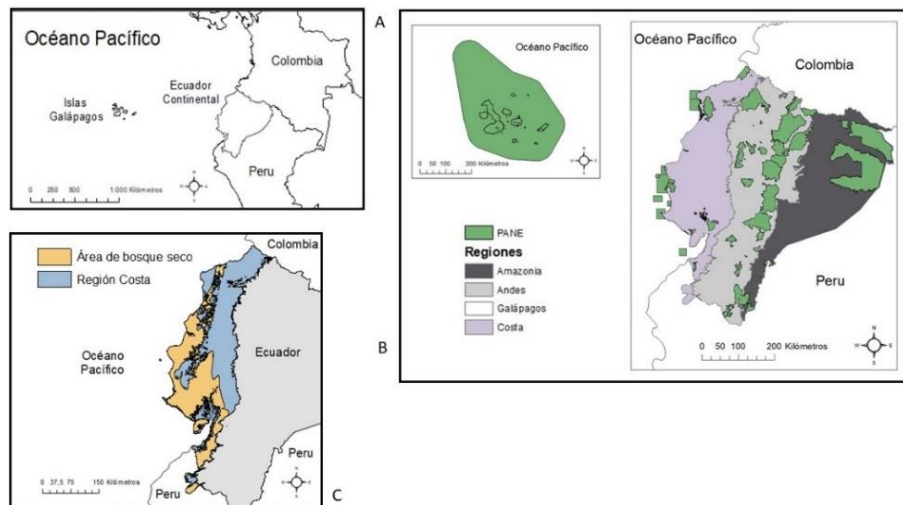 Océano Pacífico
Colombia
Ecuador
Continental
Islas
Galápagos
Peru
0 250 500 1.000 Kilómetros
A
Océano Pacífico
0 50 100 200 Kilómetros
Océano Pacífico
Colombia
Peru
PANE
Regiones
Amazonia
Andes
Galápagos
Costa
0 50 100 200 Kilómetros
N
W E
S
B
Área de bosque seco
Región Costa
Colombia
Océano
Pacífico
Ecuador
Peru
Peru
0 37,5 75 150 Kilómetros
C